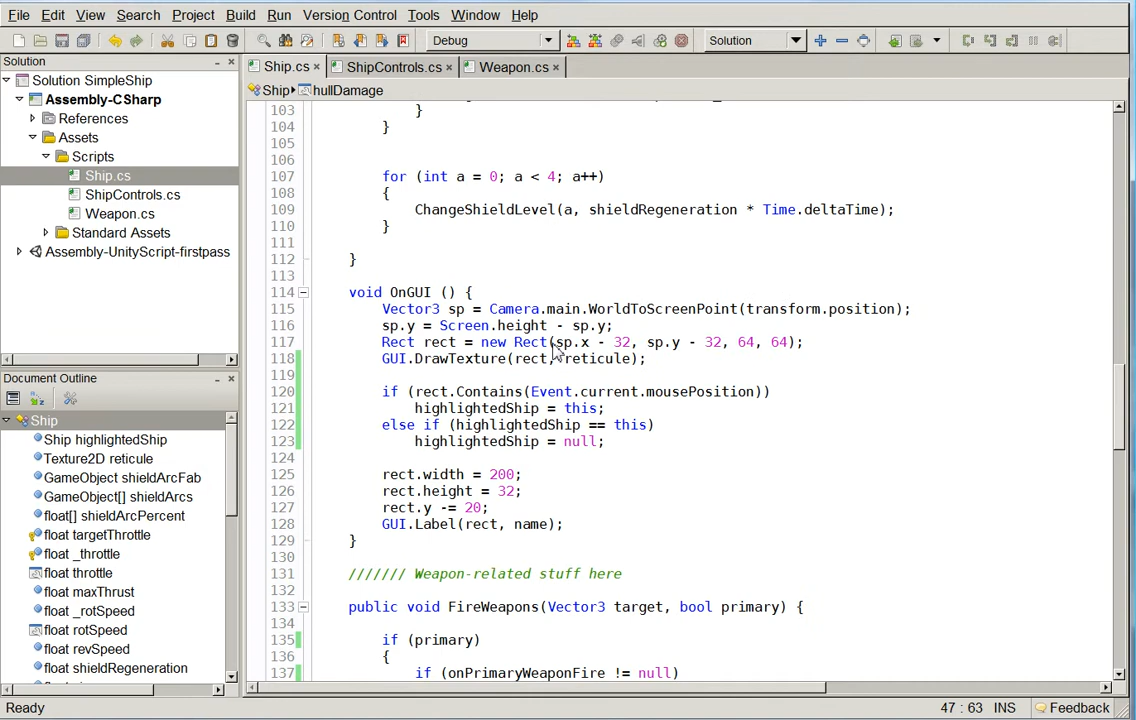 File Edit View Search Project Build Run Version Control Tools Window Help
Debug Solution
Solution
Solution SimpleShip
Assembly-CSharp
References
Assets
Scripts
Ship.cs
ShipControls.cs
Weapon.cs
Standard Assets
Assembly-UnityScript-firstpass
Document Outline
Ship
Ship highlightedShip
Texture2D reticule
GameObject shieldArcFab
GameObject[] shieldArcs
float[] shieldArcPercent
float targetThrottle
float _throttle
float throttle
float maxThrust
float _rotSpeed
float rotSpeed
float revSpeed
float shieldRegeneration
Ship.cs × ShipControls.cs × Weapon.cs ×
Ship hullDamage
103 }
104 }
105
106
107 for (int a = 0; a < 4; a++)
108 {
109 ChangeShieldLevel(a, shieldRegeneration * Time.deltaTime);
110 }
111
112 }
113
114 void OnGUI () {
115 Vector3 sp = Camera.main.WorldToScreenPoint(transform.position);
116 sp.y = Screen.height - sp.y;
117 Rect rect = new Rect(sp.x - 32, sp.y - 32, 64, 64);
118 GUI.DrawTexture(rect, reticule);
119
120 if (rect.Contains(Event.current.mousePosition))
121 highlightedShip = this;
122 else if (highlightedShip == this)
123 highlightedShip = null;
124
125 rect.width = 200;
126 rect.height = 32;
127 rect.y -= 20;
128 GUI.Label(rect, name);
129 }
130
131 /////// Weapon-related stuff here
132
133 public void FireWeapons(Vector3 target, bool primary) {
134
135 if (primary)
136 {
137 if (onPrimaryWeaponFire != null)
Ready 47 : 63 INS Feedback